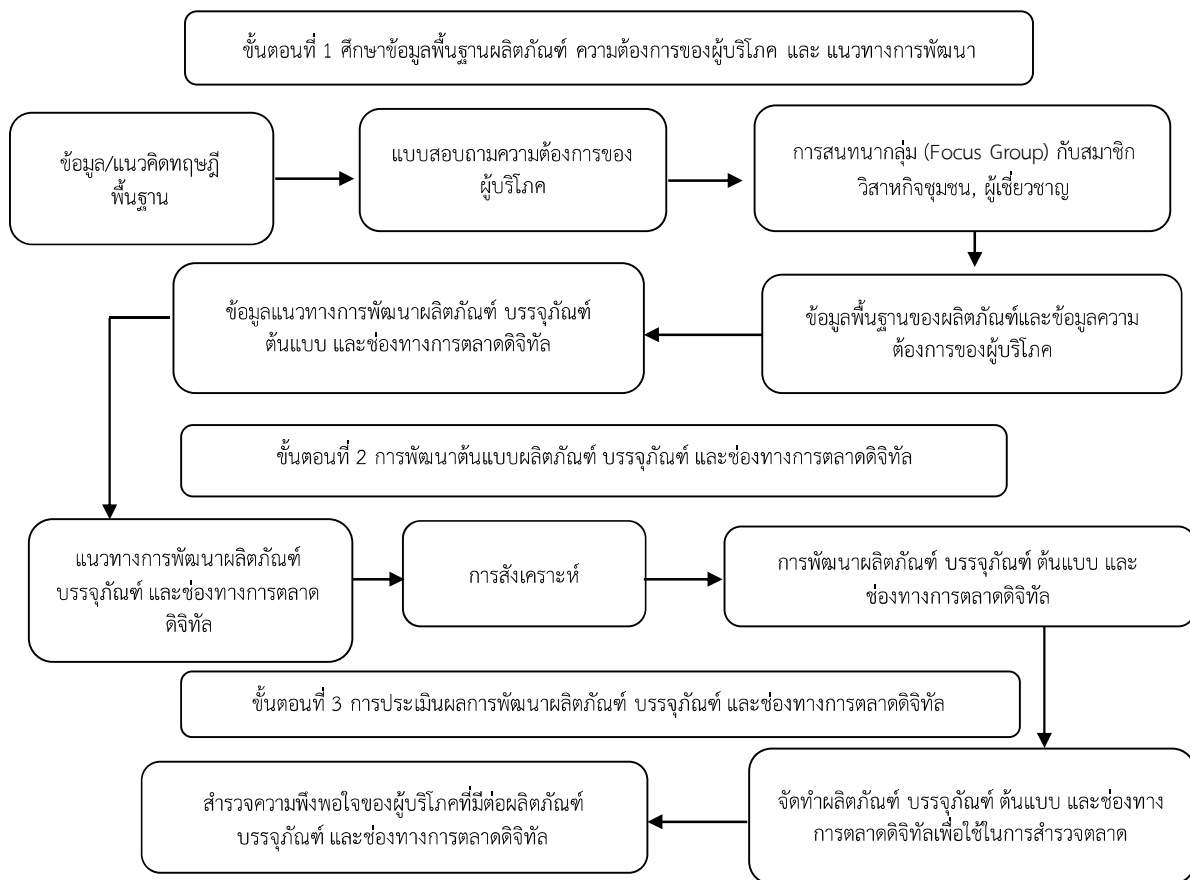 ขั้นตอนที่ 1 ศึกษาข้อมูลพื้นฐานผลิตภัณฑ์ ความต้องการของผู้บริโภค และ แนวทางการพัฒนา
ข้อมูล/แนวคิดทฤษฎี
พื้นฐาน
แบบสอบถามความต้องการของ
ผู้บริโภค
การสนทนากลุ่ม (Focus Group) กับสมาชิก
วิสาหกิจชุมชน, ผู้เชี่ยวชาญ
ข้อมูลพื้นฐานของผลิตภัณฑ์และข้อมูลความ
ต้องการของผู้บริโภค
ข้อมูลแนวทางการพัฒนาผลิตภัณฑ์ บรรจุภัณฑ์
ต้นแบบ และช่องทางการตลาดดิจิทัล
ขั้นตอนที่ 2 การพัฒนาต้นแบบผลิตภัณฑ์ บรรจุภัณฑ์ และช่องทางการตลาดดิจิทัล
แนวทางการพัฒนาผลิตภัณฑ์
บรรจุภัณฑ์ และช่องทางการตลาด
ดิจิทัล
การสังเคราะห์
การพัฒนาผลิตภัณฑ์ บรรจุภัณฑ์ ต้นแบบ และ
ช่องทางการตลาดดิจิทัล
ขั้นตอนที่ 3 การประเมินผลการพัฒนาผลิตภัณฑ์ บรรจุภัณฑ์ และช่องทางการตลาดดิจิทัล
จัดทำผลิตภัณฑ์ บรรจุภัณฑ์ ต้นแบบ และช่องทาง
การตลาดดิจิทัลเพื่อใช้ในการสำรวจตลาด
สำรวจความพึงพอใจของผู้บริโภคที่มีต่อผลิตภัณฑ์
บรรจุภัณฑ์ และช่องทางการตลาดดิจิทัล